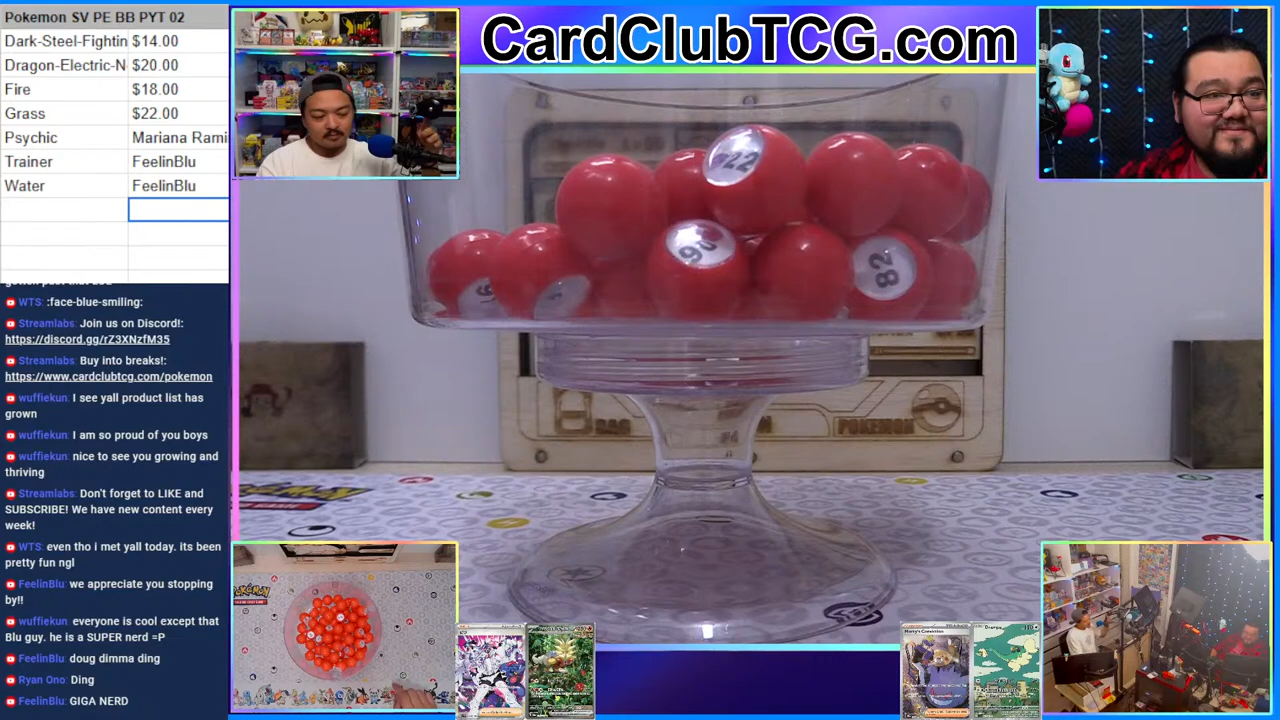 Pokemon SV PE BB PYT 02
Dark-Steel-Fightin $14.00
Dragon-Electric-N $20.00
Fire $18.00
Grass $22.00
Psychic Mariana Rami
Trainer FeelinBlu
Water FeelinBlu
WTS: :face-blue-smiling:
Streamlabs: Join us on Discord!:
https://discord.gg/rZ3XNzfM35
Streamlabs: Buy into breaks!:
https://www.cardclubtcg.com/pokemon
wuffiekun: I see yall product list has
grown
wuffiekun: I am so proud of you boys
wuffiekun: nice to see you growing and
thriving
Streamlabs: Don't forget to LIKE and
SUBSCRIBE! We have new content every
week!
WTS: even tho i met yall today. its been
pretty fun ngl
FeelinBlu: we appreciate you stopping
by!!
wuffiekun: everyone is cool except that
Blu guy. he is a SUPER nerd =P
FeelinBlu: doug dimma ding
Ryan Ono: Ding
FeelinBlu: GIGA NERD
CardClubTCG.com
22
90
82
POKEMON